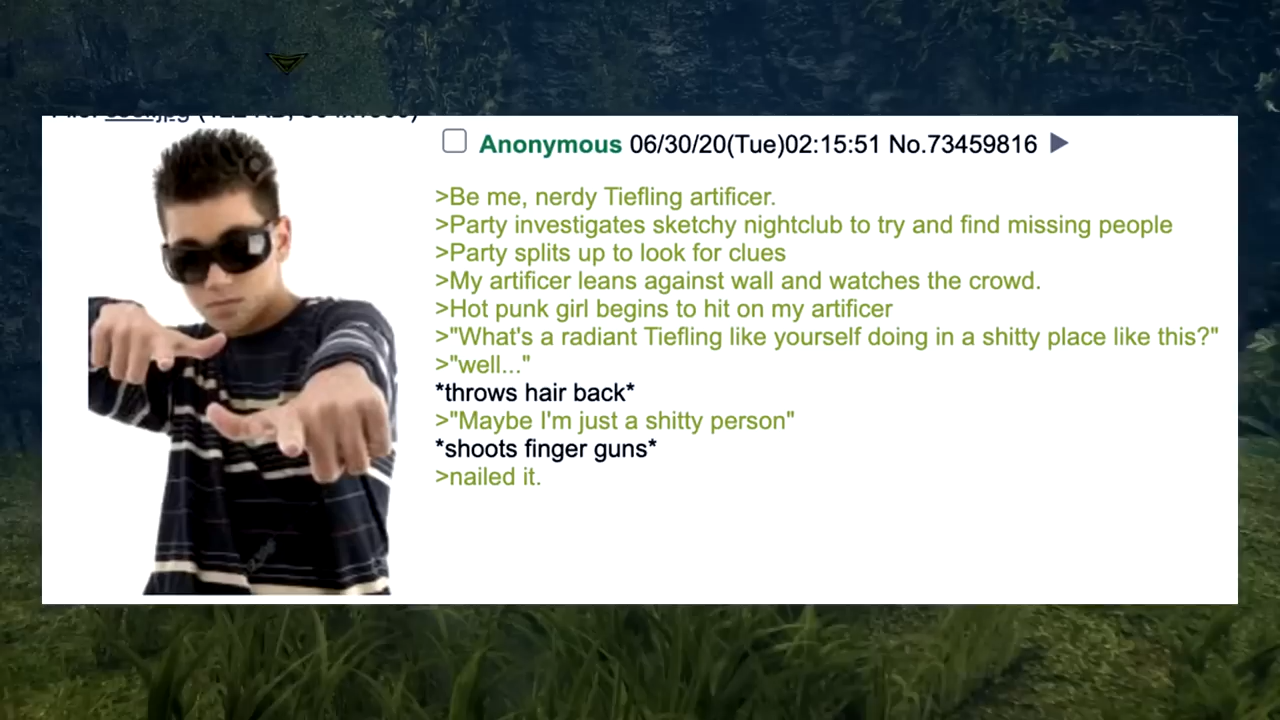 Anonymous 06/30/20(Tue)02:15:51 No.73459816
>Be me, nerdy Tiefling artificer.
>Party investigates sketchy nightclub to try and find missing people
>Party splits up to look for clues
>My artificer leans against wall and watches the crowd.
>Hot punk girl begins to hit on my artificer
>"What's a radiant Tiefling like yourself doing in a shitty place like this?"
>"well..."
*throws hair back*
>"Maybe I'm just a shitty person"
*shoots finger guns*
>nailed it.